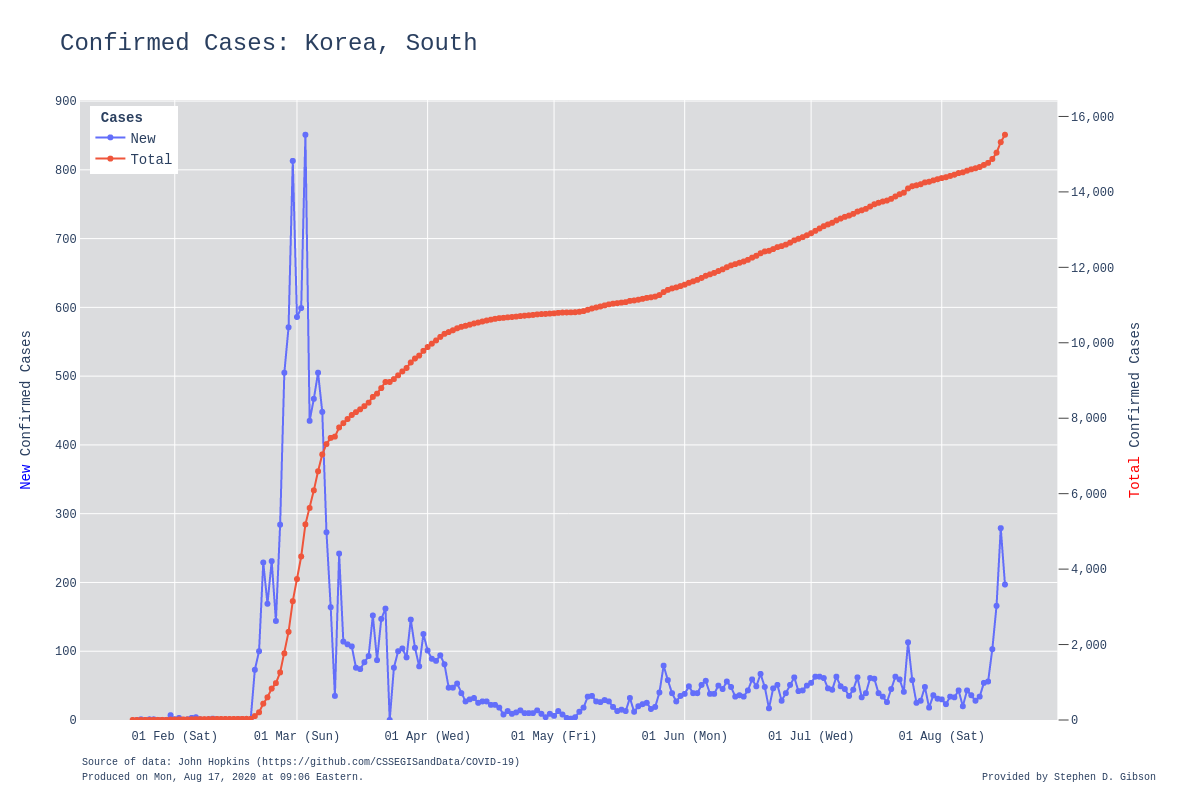 Confirmed Cases: Korea, South
Cases
New
Total
900
800
700
600
500
400
300
200
100
0
New Confirmed Cases
16,000
14,000
12,000
10,000
8,000
6,000
4,000
2,000
0
Total Confirmed Cases
01 Feb (Sat) 01 Mar (Sun) 01 Apr (Wed) 01 May (Fri) 01 Jun (Mon) 01 Jul (Wed) 01 Aug (Sat)
Source of data: John Hopkins (https://github.com/CSSEGISandData/COVID-19)
Produced on Mon, Aug 17, 2020 at 09:06 Eastern.
Provided by Stephen D. Gibson